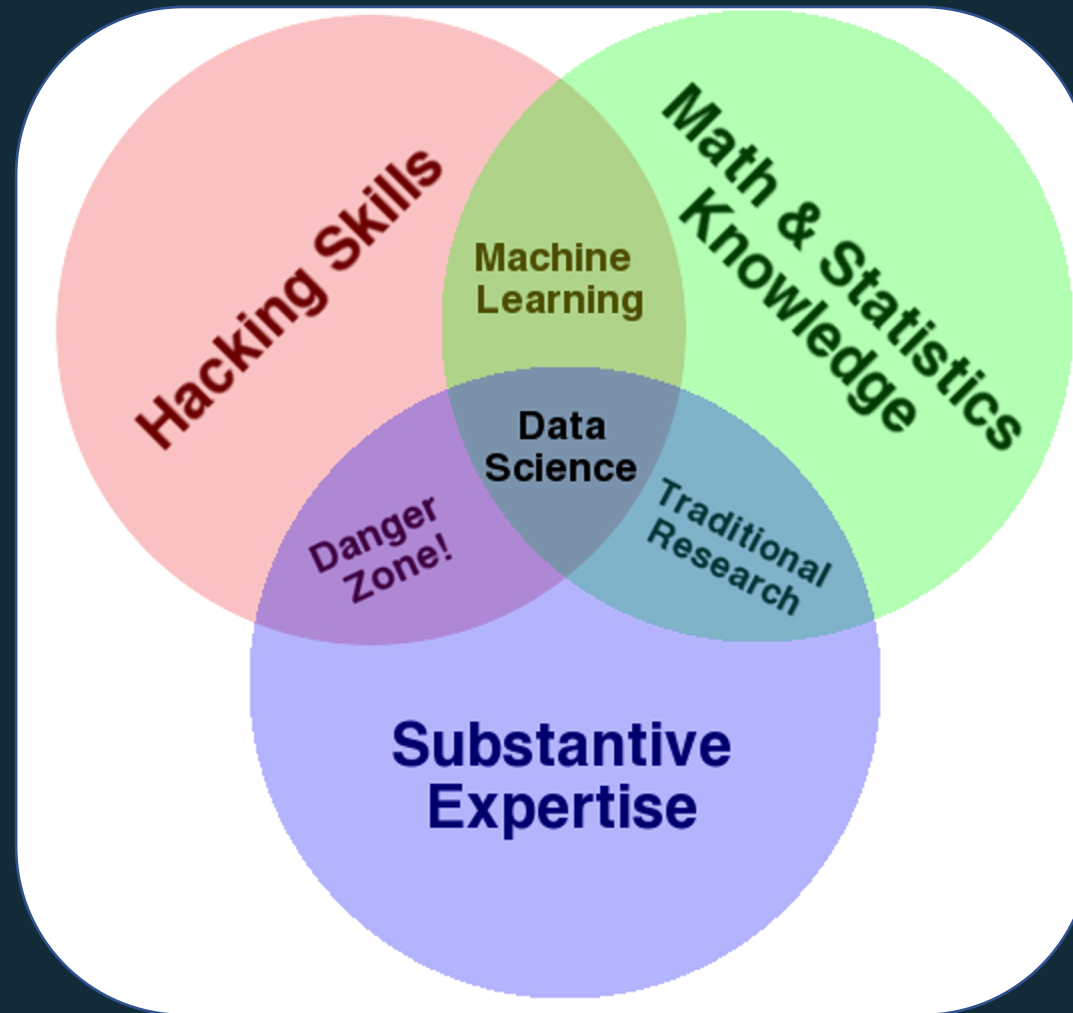 Hacking Skills
Math & Statistics
Knowledge
Machine
Learning
Data
Science
Danger
Zone!
Traditional
Research
Substantive
Expertise